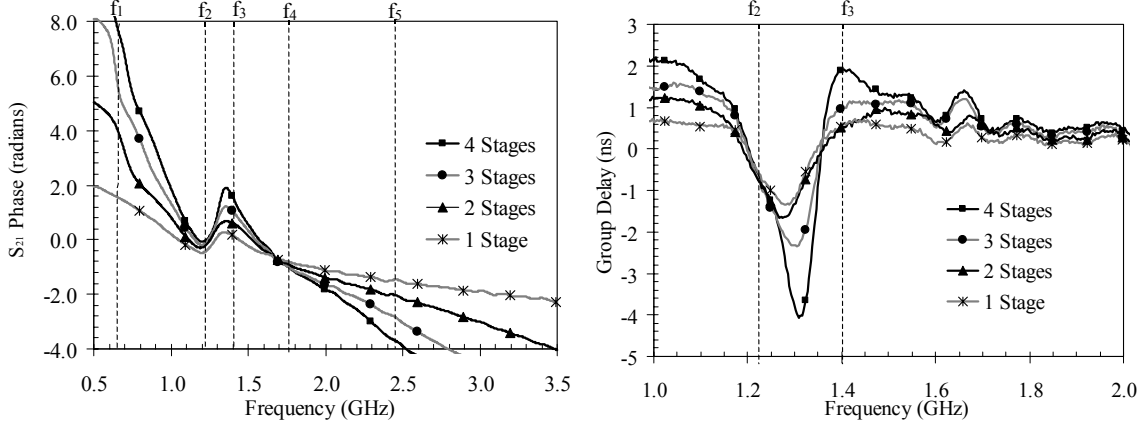 f1 f2 f3 f4 f5
8.0
6.0
4.0
2.0
0.0
-2.0
-4.0
S21 Phase (radians)
4 Stages
3 Stages
2 Stages
1 Stage
0.5 1.0 1.5 2.0 2.5 3.0 3.5
Frequency (GHz)
f2 f3
3
2
1
0
-1
-2
-3
-4
-5
Group Delay (ns)
4 Stages
3 Stages
2 Stages
1 Stage
1.0 1.2 1.4 1.6 1.8 2.0
Frequency (GHz)